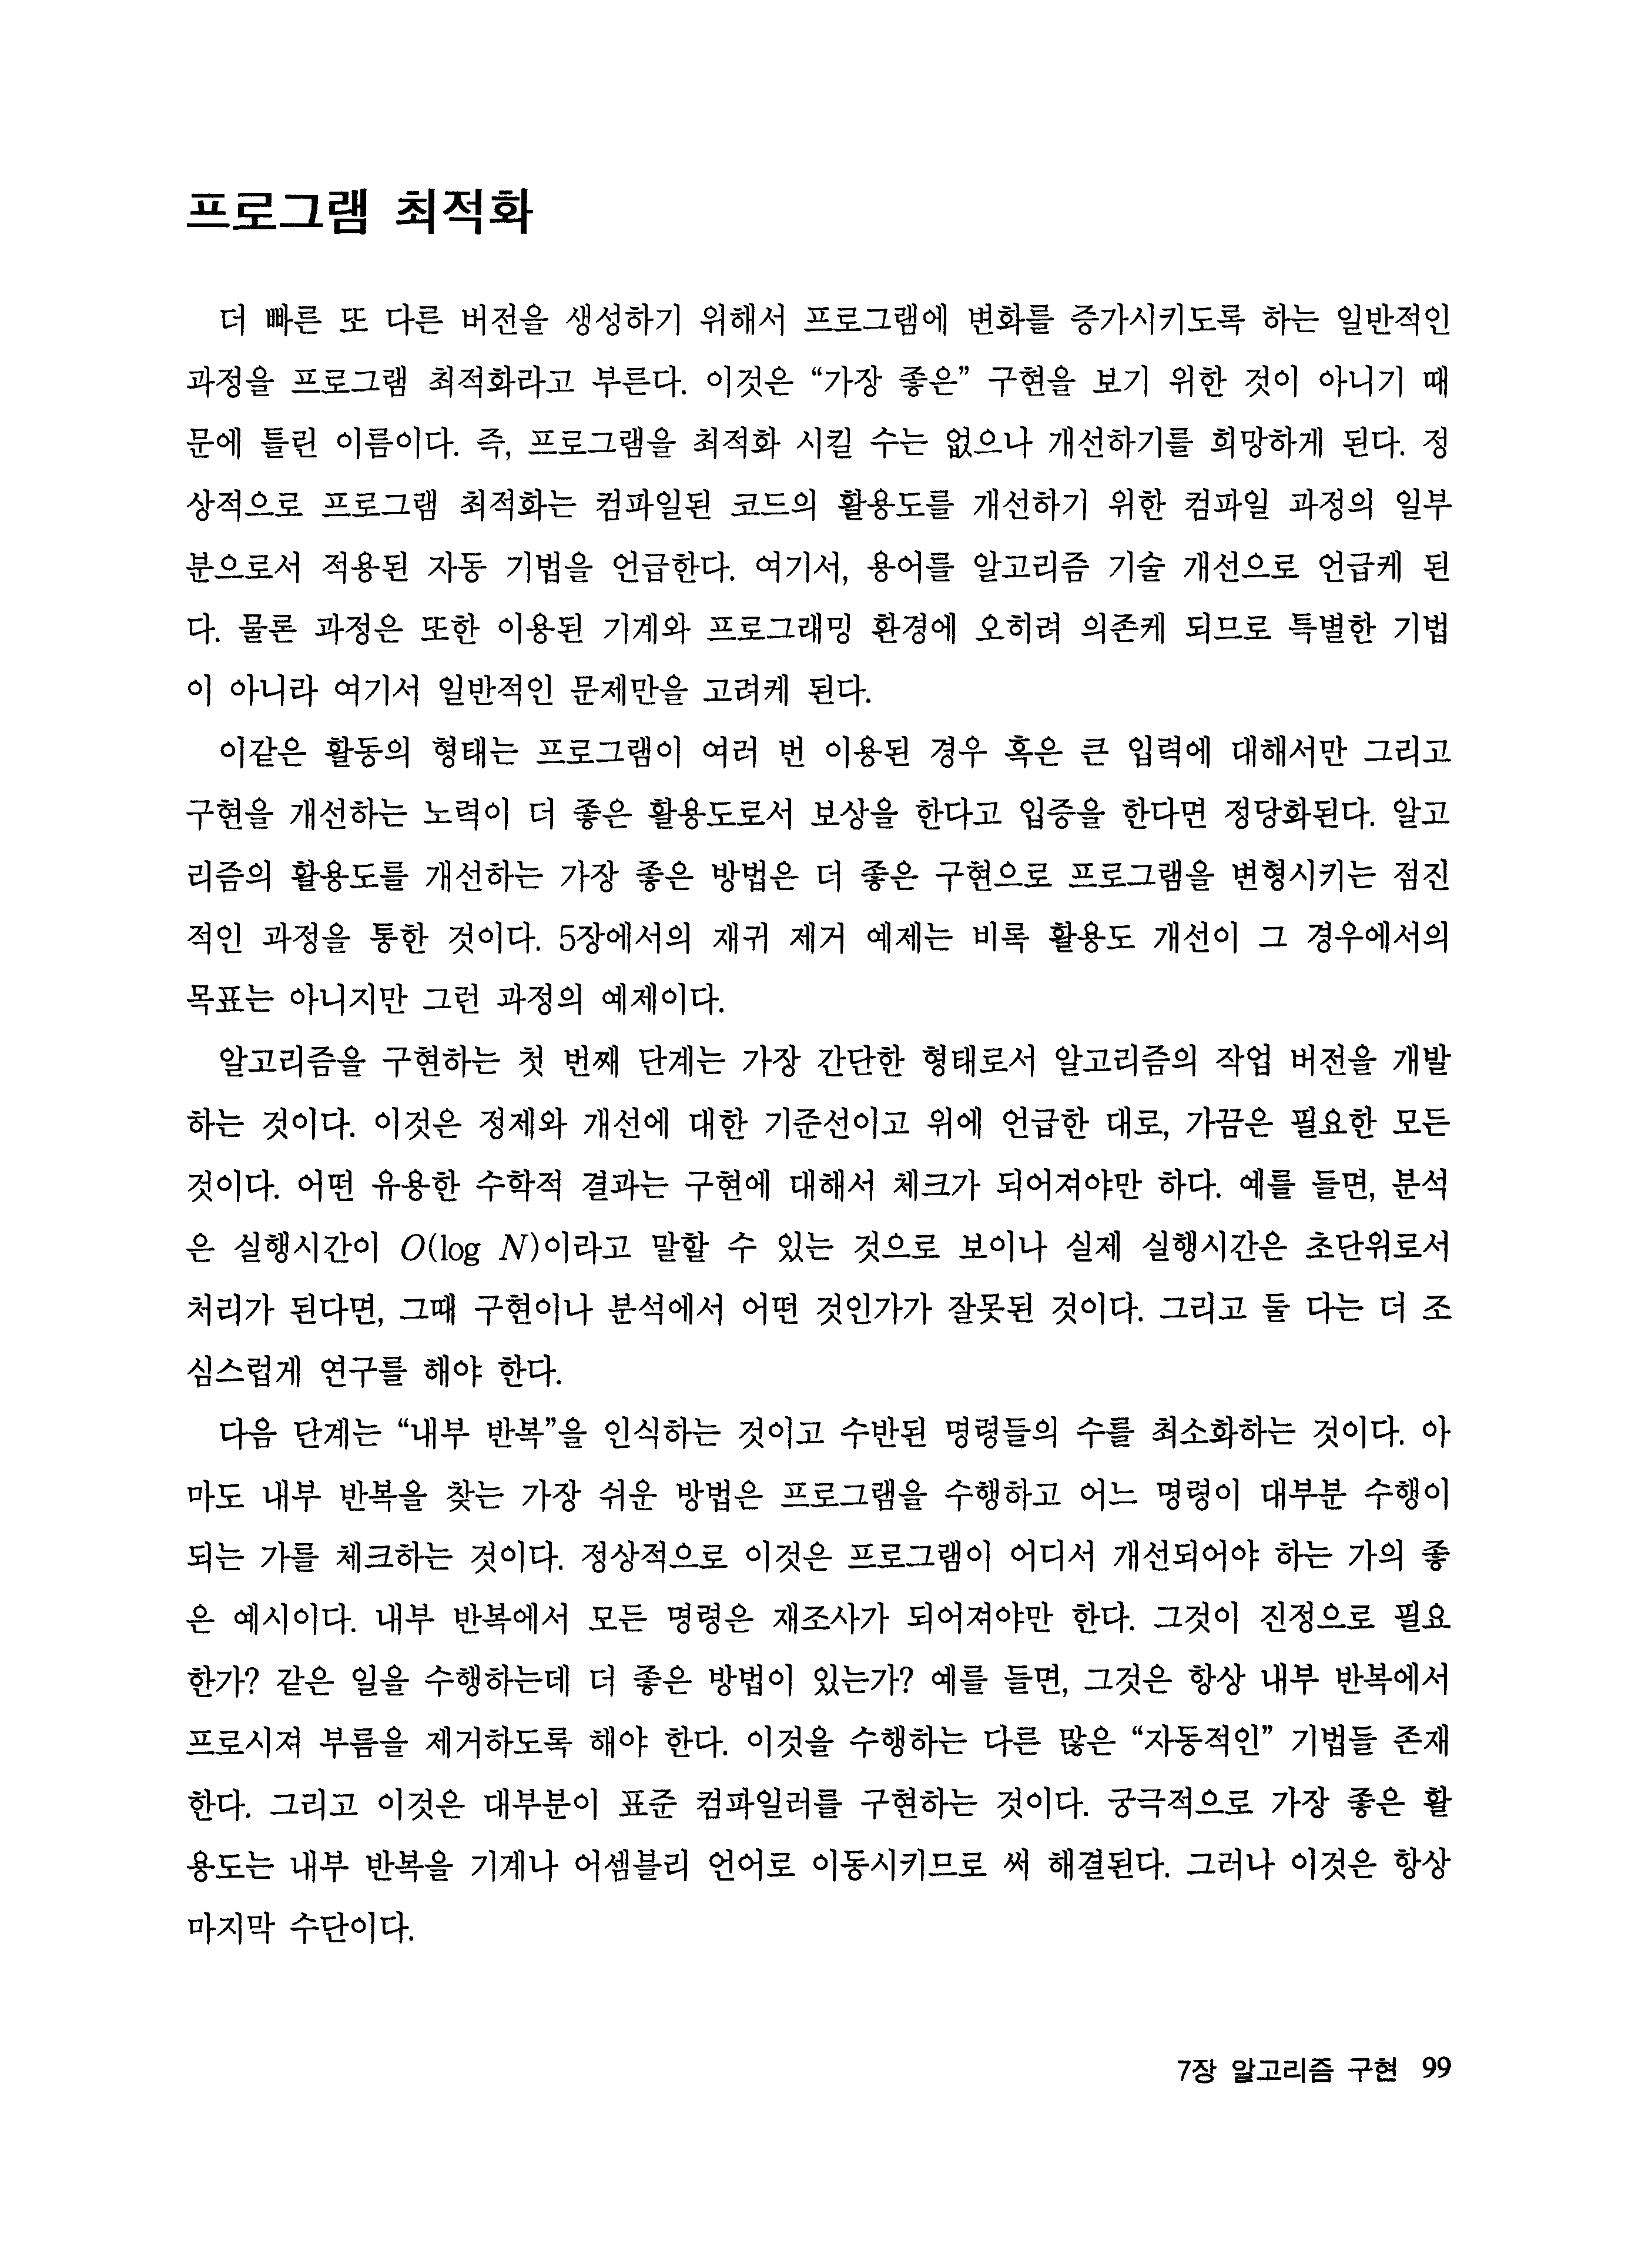 프로그램 최적화
더 빠른 또 다른 버전을 생성하기 위해서 프로그램에 변화를 증가시키도록 하는 일반적인
과정을 프로그램 최적화라고 부른다. 이것은 “가장 좋은” 구현을 보기 위한 것이 아니기 때
문에 틀린 이름이다. 즉, 프로그램을 최적화 시킬 수는 없으나 개선하기를 희망하게 된다. 정
상적으로 프로그램 최적화는 컴파일된 코드의 활용도를 개선하기 위한 컴파일 과정의 일부
분으로서 적용된 자동 기법을 언급한다. 여기서, 용어를 알고리즘 기술 개선으로 언급케 된
다. 물론 과정은 또한 이용된 기계와 프로그래밍 환경에 오히려 의존케 되므로 특별한 기법
이 아니라 여기서 일반적인 문제만을 고려케 된다.
이같은 활동의 형태는 프로그램이 여러 번 이용된 경우 혹은 큰 입력에 대해서만 그리고
구현을 개선하는 노력이 더 좋은 활용도로서 보상을 한다고 입증을 한다면 정당화된다. 알고
리즘의 활용도를 개선하는 가장 좋은 방법은 더 좋은 구현으로 프로그램을 변형시키는 점진
적인 과정을 통한 것이다. 5장에서의 재귀 제거 예제는 비록 활용도 개선이 그 경우에서의
목표는 아니지만 그런 과정의 예제이다.
알고리즘을 구현하는 첫 번째 단계는 가장 간단한 형태로서 알고리즘의 작업 버전을 개발
하는 것이다. 이것은 정제와 개선에 대한 기준선이고 위에 언급한 대로, 가끔은 필요한 모든
것이다. 어떤 유용한 수학적 결과는 구현에 대해서 체크가 되어져야만 하다. 예를 들면, 분석
은 실행시간이 O(log N)이라고 말할 수 있는 것으로 보이나 실제 실행시간은 초단위로서
처리가 된다면, 그때 구현이나 분석에서 어떤 것인가가 잘못된 것이다. 그리고 둘 다는 더 조
심스럽게 연구를 해야 한다.
다음 단계는 “내부 반복”을 인식하는 것이고 수반된 명령들의 수를 최소화하는 것이다. 아
마도 내부 반복을 찾는 가장 쉬운 방법은 프로그램을 수행하고 어느 명령이 대부분 수행이
되는 가를 체크하는 것이다. 정상적으로 이것은 프로그램이 어디서 개선되어야 하는 가의 좋
은 예시이다. 내부 반복에서 모든 명령은 재조사가 되어져야만 한다. 그것이 진정으로 필요
한가? 같은 일을 수행하는데 더 좋은 방법이 있는가? 예를 들면, 그것은 항상 내부 반복에서
프로시져 부름을 제거하도록 해야 한다. 이것을 수행하는 다른 많은 “자동적인” 기법들 존재
한다. 그리고 이것은 대부분이 표준 컴파일러를 구현하는 것이다. 궁극적으로 가장 좋은 활
용도는 내부 반복을 기계나 어셈블리 언어로 이동시키므로 써 해결된다. 그러나 이것은 항상
마지막 수단이다.
7장 알고리즘 구현 99